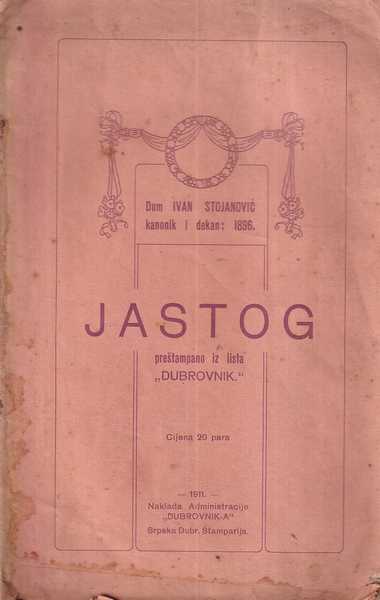 Dum IVAN STOJANOVIĆ
kanonik i dekan: 1896.
JASTOG
preštampano iz lista
„DUBROVNIK.“
Cijena 20 para
— 1911. —
Naklada Administracije
„DUBROVNIK-A“
Srpska Dubr. Štamparija.